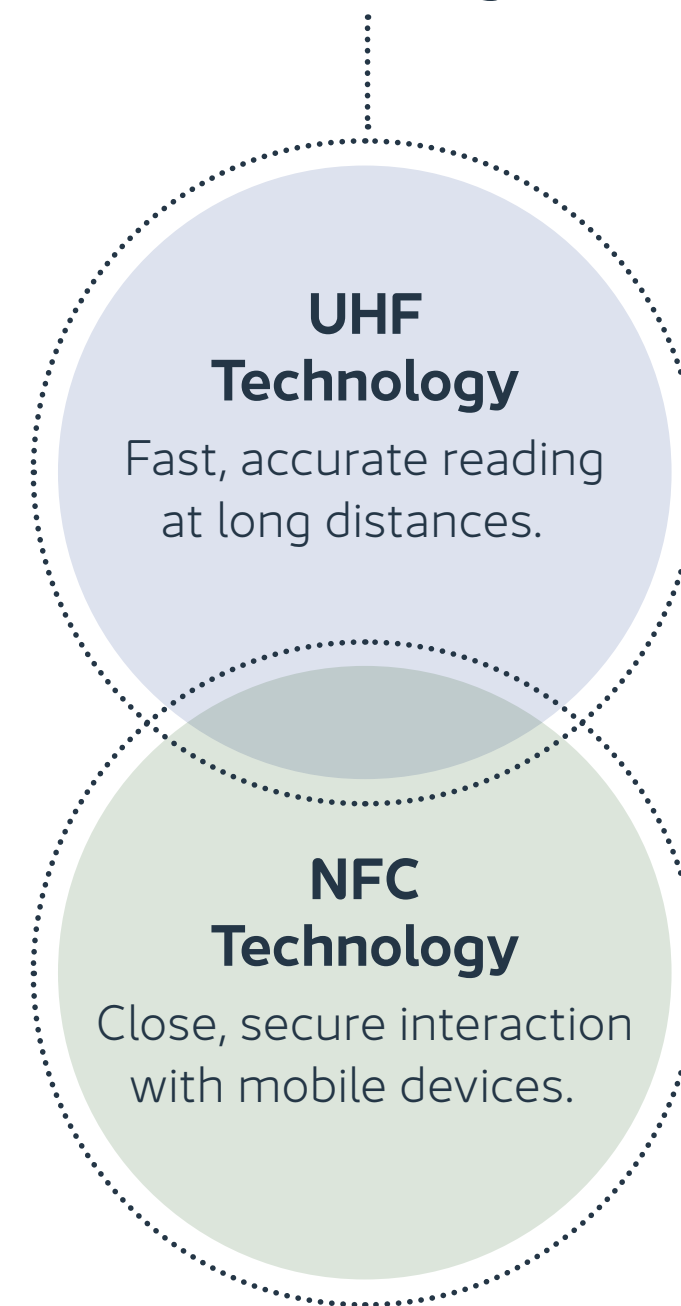 UHF
Technology
Fast, accurate reading
at long distances.
NFC
Technology
Close, secure interaction
with mobile devices.